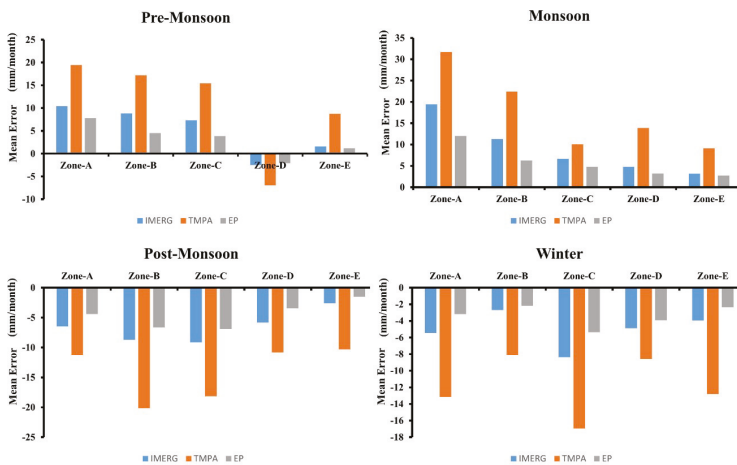 Pre-Monsoon
Mean Error (mm/month)
25
20
15
10
5
0
-5
-10
Zone-A Zone-B Zone-C Zone-D Zone-E
IMERG TMPA EP
Monsoon
Mean Error (mm/month)
35
30
25
20
15
10
5
0
Zone-A Zone-B Zone-C Zone-D Zone-E
IMERG TMPA EP
Post-Monsoon
Zone-A Zone-B Zone-C Zone-D Zone-E
Mean Error (mm/month)
0
-5
-10
-15
-20
-25
IMERG TMPA EP
Winter
Zone-A Zone-B Zone-C Zone-D Zone-E
Mean Error (mm/month)
0
-2
-4
-6
-8
-10
-12
-14
-16
-18
IMERG TMPA EP